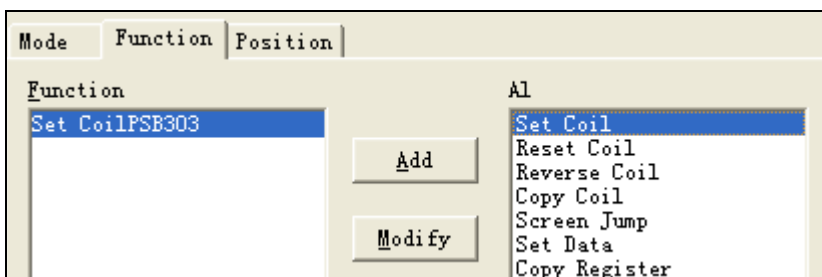 Mode Function Position
Function
Set CoilPSB303
Add
Modify
Al
Set Coil
Reset Coil
Reverse Coil
Copy Coil
Screen Jump
Set Data
Copy Register